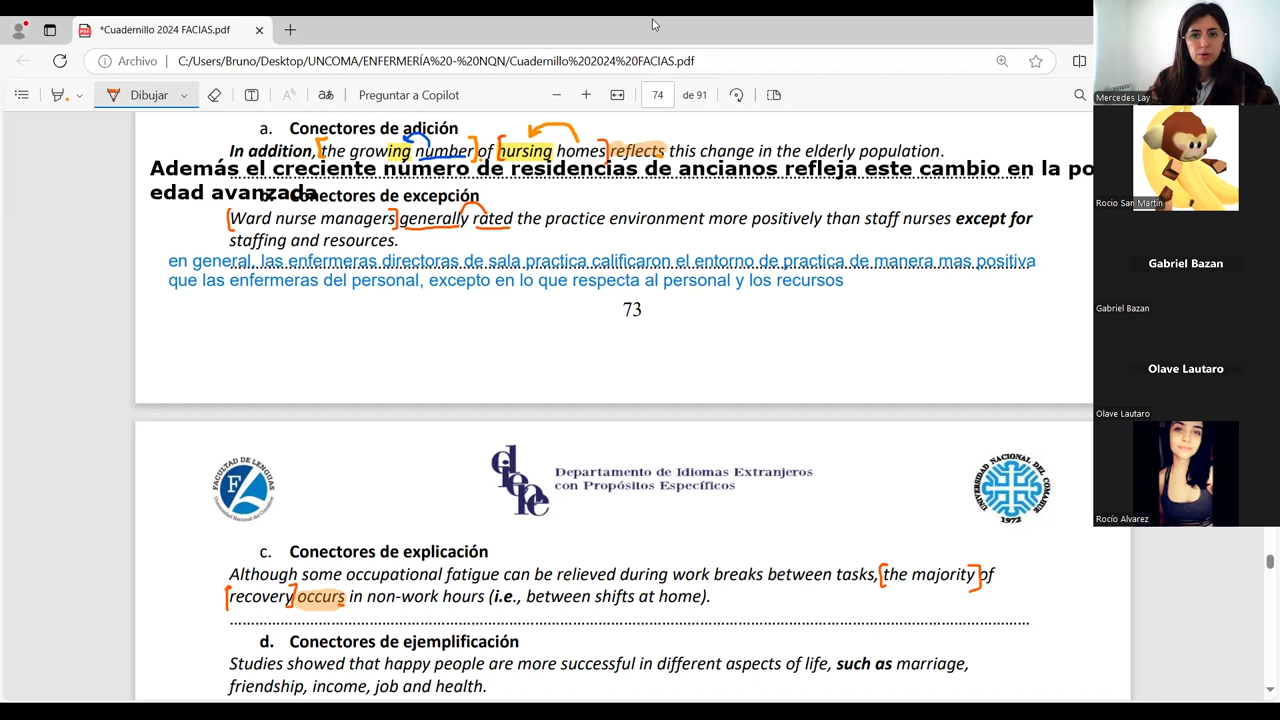 *Cuadernillo 2024 FACIAS.pdf
Archivo
C:/Users/Bruno/Desktop/UNCOMA/ENFERMERÍA%20-%20NQN/Cuadernillo%202024%20FACIAS.pdf
Dibujar
Preguntar a Copilot
74
de 91
a. Conectores de adición
In addition, the growing number of nursing homes reflects this change in the elderly population.
Además el creciente número de residencias de ancianos refleja este cambio en la po
edad avanzada
Conectores de excepción
Ward nurse managers generally rated the practice environment more positively than staff nurses except for
staffing and resources.
en general, las enfermeras directoras de sala practica calificaron el entorno de practica de manera mas positiva
que las enfermeras del personal, excepto en lo que respecta al personal y los recursos
73
FACULTAD DE LENGUAS
Departamento de Idiomas Extranjeros
con Propósitos Específicos
UNIVERSIDAD NACIONAL DEL COMAHUE
1972
c. Conectores de explicación
Although some occupational fatigue can be relieved during work breaks between tasks, the majority of
recovery occurs in non-work hours (i.e., between shifts at home).
d. Conectores de ejemplificación
Studies showed that happy people are more successful in different aspects of life, such as marriage,
friendship, income, job and health.
Mercedes Lay
Rocio San Martin
Gabriel Bazan
Gabriel Bazan
Olave Lautaro
Olave Lautaro
Rocío Alvarez